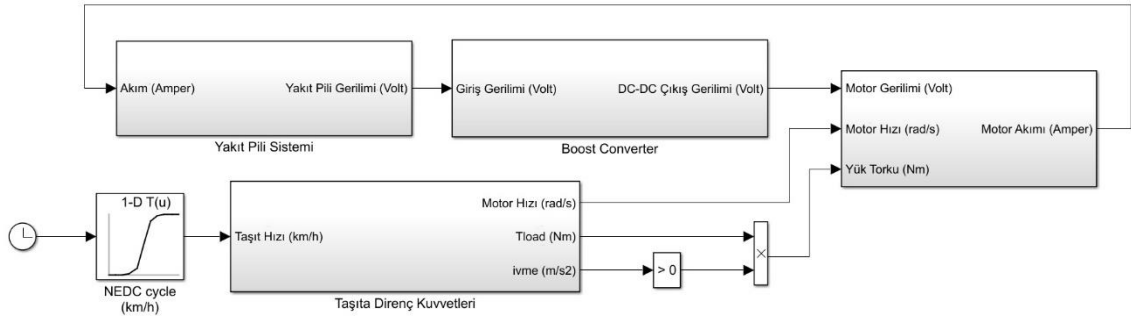 Akım (Amper)
Yakıt Pili Gerilimi (Volt)
Yakıt Pili Sistemi
Giriş Gerilimi (Volt)
DC-DC Çıkış Gerilimi (Volt)
Boost Converter
Motor Gerilimi (Volt)
Motor Hızı (rad/s)
Yük Torku (Nm)
Motor Akımı (Amper)
1-D T(u)
NEDC cycle
(km/h)
Taşıt Hızı (km/h)
Motor Hızı (rad/s)
Tload (Nm)
ivme (m/s2)
Taşıta Direnç Kuvvetleri
> 0
×